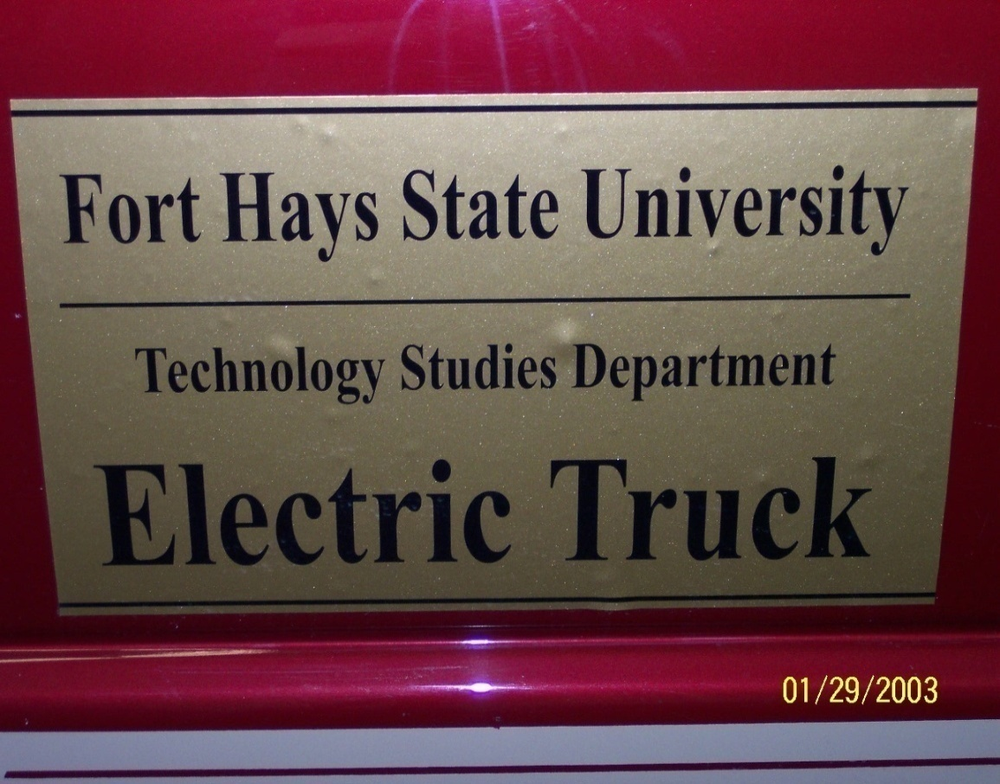 Fort Hays State University
Technology Studies Department
Electric Truck
01/29/2003